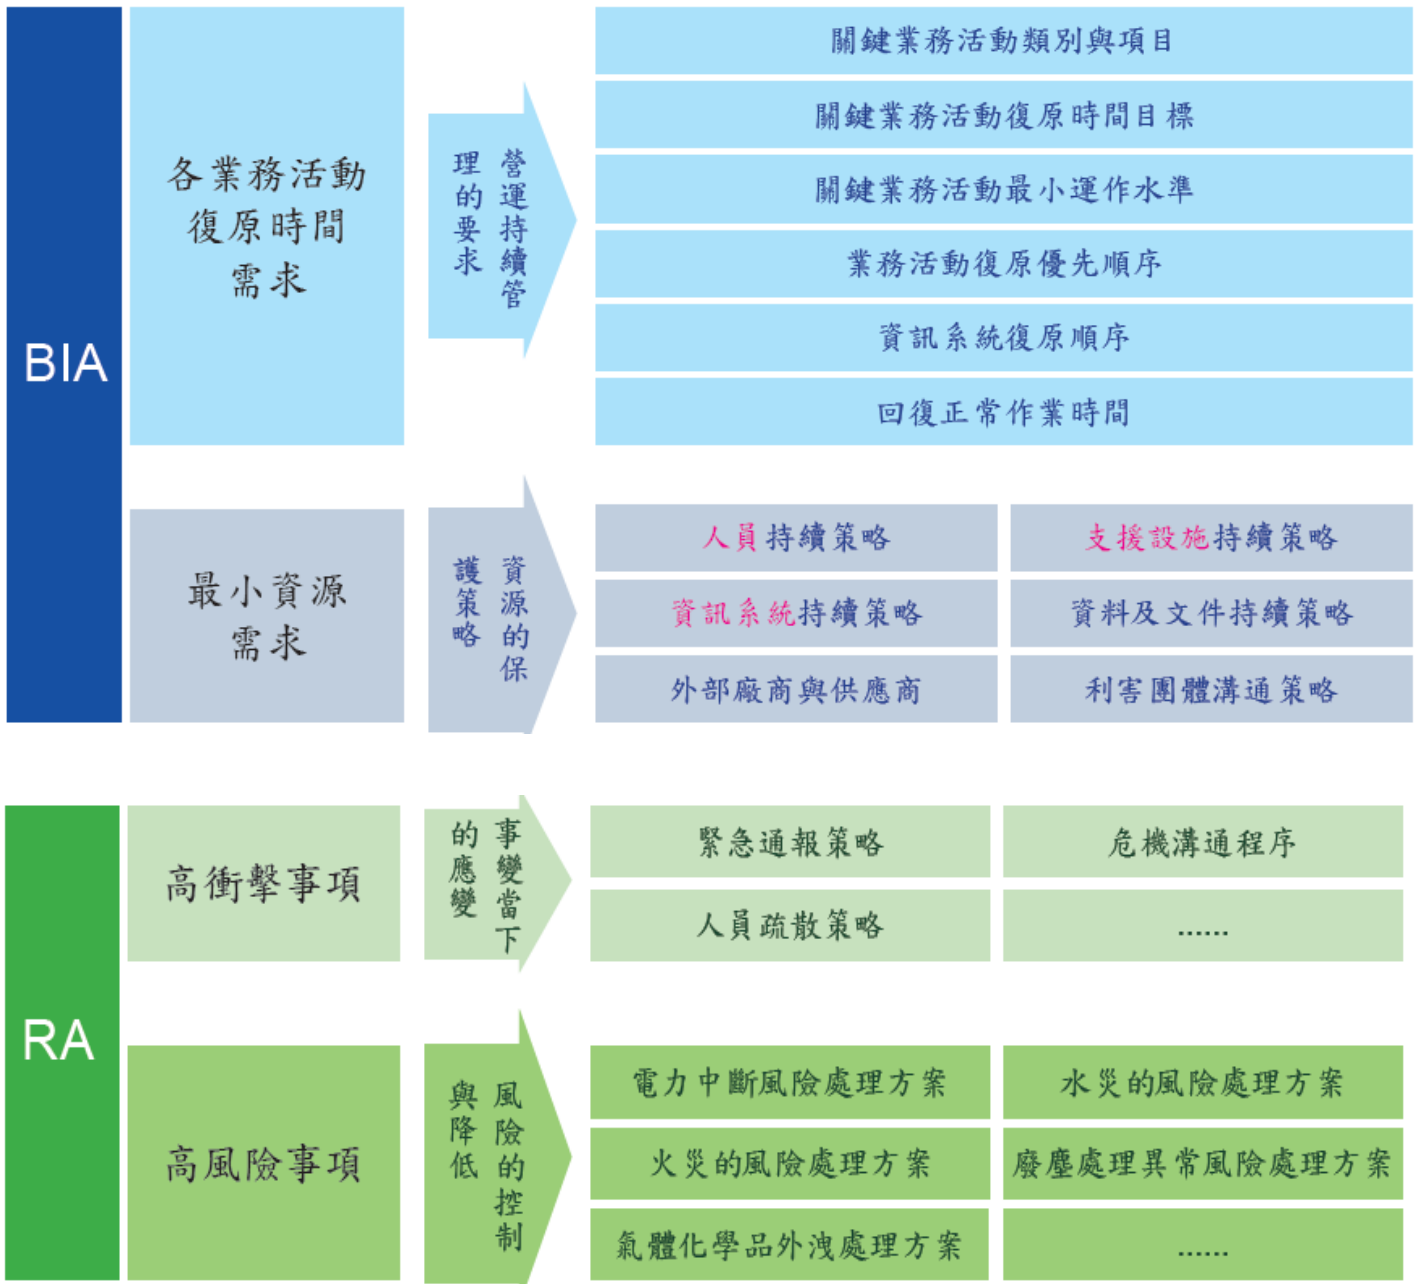 BIA
各業務活動
復原時間
需求
營運持續管
理的要求
關鍵業務活動類別與項目
關鍵業務活動復原時間目標
關鍵業務活動最小運作水準
業務活動復原優先順序
資訊系統復原順序
回復正常作業時間
最小資源
需求
資源的保
護策略
人員持續策略
支援設施持續策略
資訊系統持續策略
資料及文件持續策略
外部廠商與供應商
利害團體溝通策略
RA
高衝擊事項
事變當下
的應變
緊急通報策略
危機溝通程序
人員疏散策略
......
高風險事項
風險的控制
與降低
電力中斷風險處理方案
水災的風險處理方案
火災的風險處理方案
廢塵處理異常風險處理方案
氣體化學品外洩處理方案
......